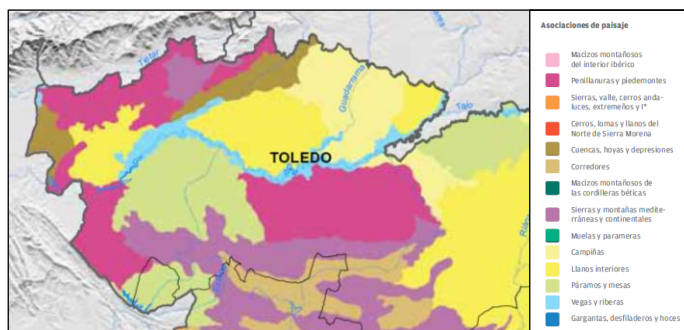 Tiétar
Guadarrama
Tajo
TOLEDO
Asociaciones de paisaje
Macizos montañosos
del interior ibérico
Penillanuras y piedemontes
Sierras, valle, cerros anda-
luces, extremeños y l*
Cerros, lomas y llanos del
Norte de Sierra Morena
Cuencas, hoyas y depresiones
Corredores
Macizos montañosos de
las cordilleras béticas
Sierras y montañas medite-
rráneas y continentales
Muelas y parameras
Campiñas
Llanos interiores
Páramos y mesas
Vegas y riberas
Gargantas, desfiladeros y hoces